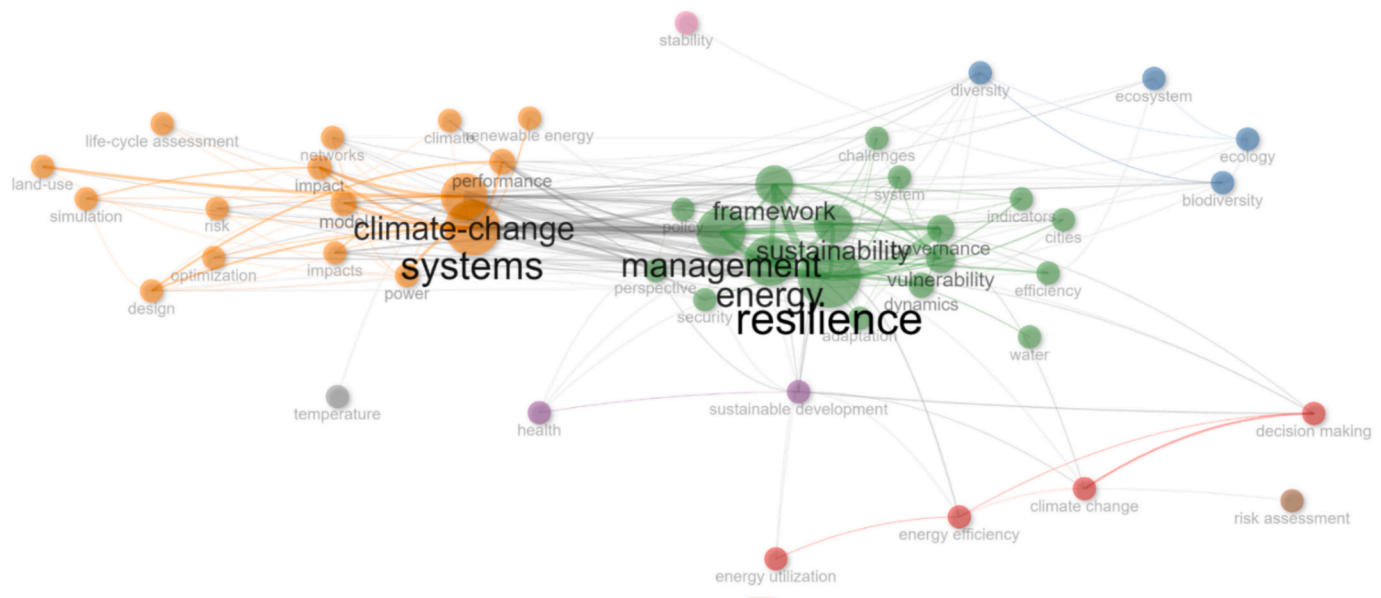 stability
diversity
ecosystem
life-cycle assessment
climate
renewable energy
networks
challenges
ecology
land-use
impact
performance
system
biodiversity
simulation
risk
model
climate-change
policy
framework
indicators
cities
optimization
impacts
systems
management
sustainability
governance
design
power
perspective
energy
vulnerability
efficiency
security
resilience
dynamics
adaptation
water
temperature
health
sustainable development
decision making
climate change
risk assessment
energy efficiency
energy utilization